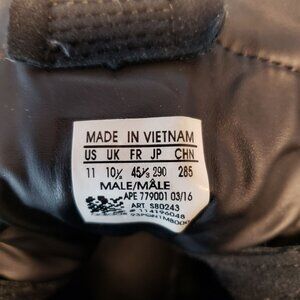 MADE IN VIETNAM
US UK FR JP CHN
11 10½ 45⅓ 290 285
MALE/MÂLE
APE 779001 03/16
ART S80243
# 114196048